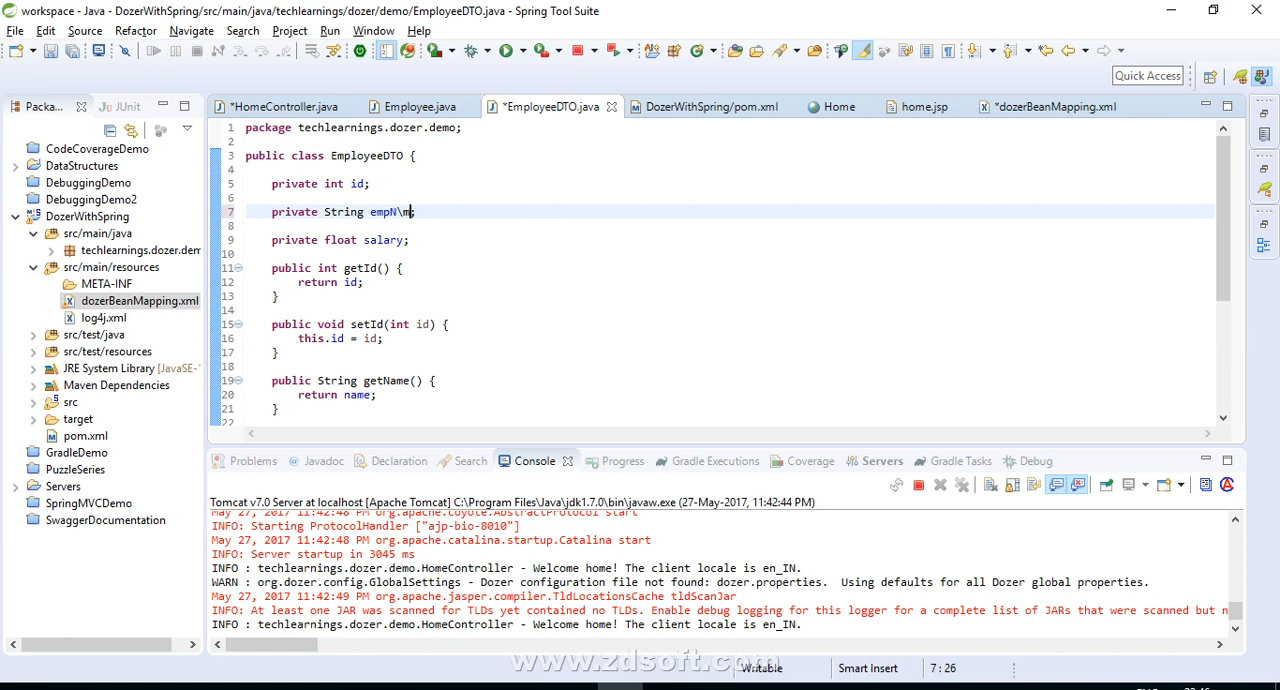 workspace - Java - DozerWithSpring/src/main/java/techlearnings/dozer/demo/EmployeeDTO.java - Spring Tool Suite
File Edit Source Refactor Navigate Search Project Run Window Help
Quick Access
Packa... JUnit
*HomeController.java Employee.java *EmployeeDTO.java DozerWithSpring/pom.xml Home home.jsp *dozerBeanMapping.xml
CodeCoverageDemo
DataStructures
DebuggingDemo
DebuggingDemo2
DozerWithSpring
src/main/java
techlearnings.dozer.dem
src/main/resources
META-INF
dozerBeanMapping.xml
log4j.xml
src/test/java
src/test/resources
JRE System Library [JavaSE-1
Maven Dependencies
src
target
pom.xml
GradleDemo
PuzzleSeries
Servers
SpringMVCDemo
SwaggerDocumentation
1 package techlearnings.dozer.demo;
2
3 public class EmployeeDTO {
4
5 private int id;
6
7 private String empN\m;
8
9 private float salary;
10
11 public int getId() {
12 return id;
13 }
14
15 public void setId(int id) {
16 this.id = id;
17 }
18
19 public String getName() {
20 return name;
21 }
22
Problems Javadoc Declaration Search Console Progress Gradle Executions Coverage Servers Gradle Tasks Debug
Tomcat v7.0 Server at localhost [Apache Tomcat] C:\Program Files\Java\jdk1.7.0\bin\javaw.exe (27-May-2017, 11:42:44 PM)
May 27, 2017 11:42:48 PM org.apache.coyote.AbstractProtocol start
INFO: Starting ProtocolHandler ["ajp-bio-8010"]
May 27, 2017 11:42:48 PM org.apache.catalina.startup.Catalina start
INFO: Server startup in 3045 ms
INFO : techlearnings.dozer.demo.HomeController - Welcome home! The client locale is en_IN.
WARN : org.dozer.config.GlobalSettings - Dozer configuration file not found: dozer.properties.  Using defaults for all Dozer global properties.
May 27, 2017 11:42:49 PM org.apache.jasper.compiler.TldLocationsCache tldScanJar
INFO: At least one JAR was scanned for TLDs yet contained no TLDs. Enable debug logging for this logger for a complete list of JARs that were scanned but n
INFO : techlearnings.dozer.demo.HomeController - Welcome home! The client locale is en_IN.
www.zdsoft.com
Writable Smart Insert 7 : 26